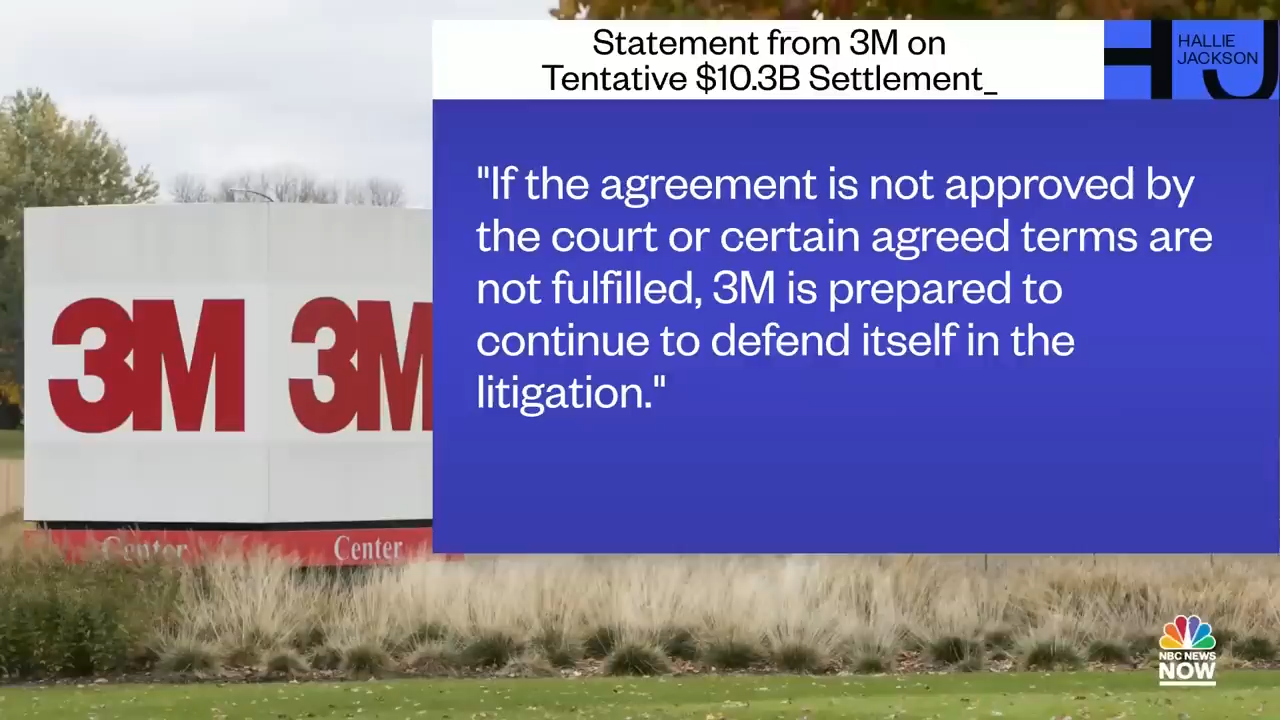 Statement from 3M on
Tentative $10.3B Settlement_
HALLIE
JACKSON
"If the agreement is not approved by
the court or certain agreed terms are
not fulfilled, 3M is prepared to
continue to defend itself in the
litigation."
3M 3M
Center Center
NBC NEWS
NOW